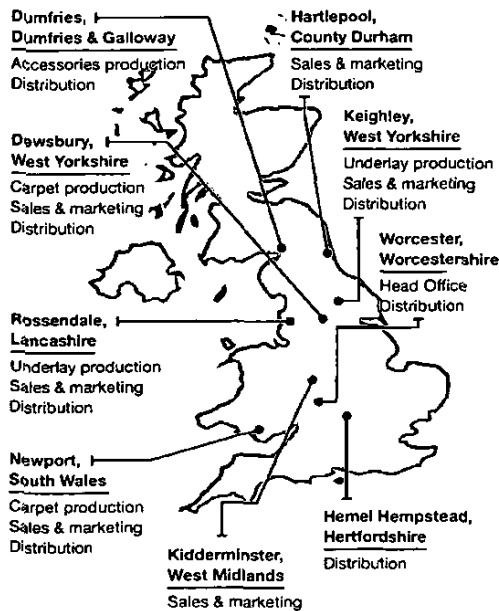 Dumfries,
Dumfries & Galloway
Accessories production
Distribution
Hartlepool,
County Durham
Sales & marketing
Distribution
Dewsbury,
West Yorkshire
Carpet production
Sales & marketing
Distribution
Keighley,
West Yorkshire
Underlay production
Sales & marketing
Distribution
Worcester,
Worcestershire
Head Office
Distribution
Rossendale,
Lancashire
Underlay production
Sales & marketing
Distribution
Newport,
South Wales
Carpet production
Sales & marketing
Distribution
Kidderminster,
West Midlands
Sales & marketing
Hemel Hempstead,
Hertfordshire
Distribution